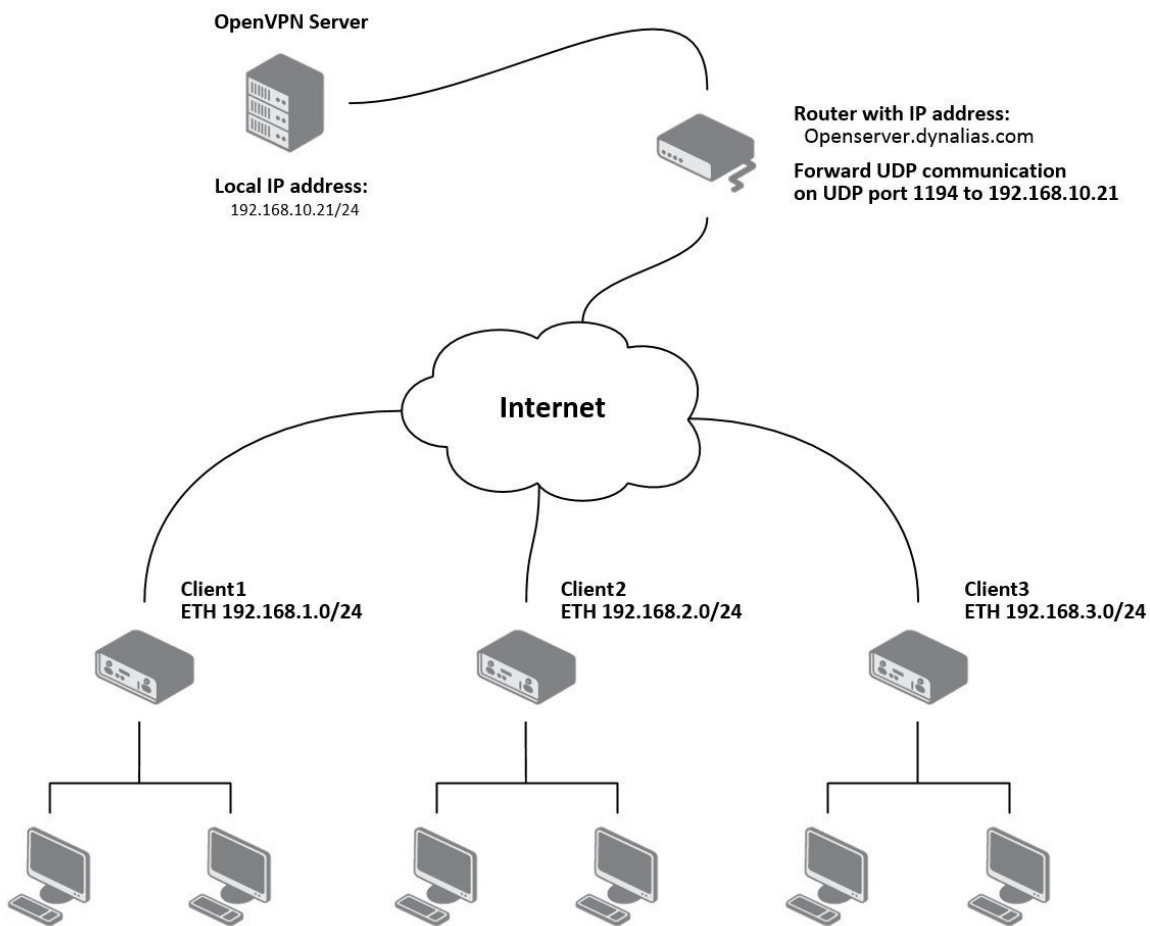 OpenVPN Server
Local IP address:
192.168.10.21/24
Router with IP address:
Openserver.dynalias.com
Forward UDP communication
on UDP port 1194 to 192.168.10.21
Internet
Client1
ETH 192.168.1.0/24
Client2
ETH 192.168.2.0/24
Client3
ETH 192.168.3.0/24